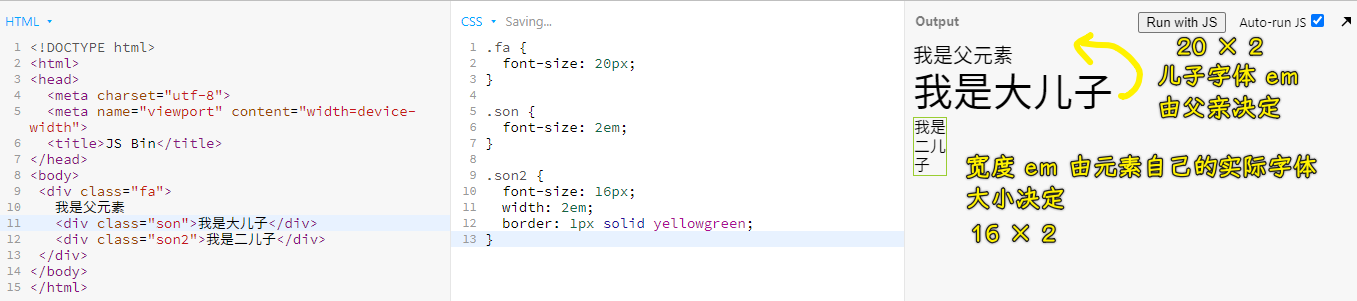 HTML
1 <!DOCTYPE html>
2 <html>
3 <head>
4 <meta charset="utf-8">
5 <meta name="viewport" content="width=device-
width">
6 <title>JS Bin</title>
7 </head>
8 <body>
9 <div class="fa">
10 我是父元素
11 <div class="son">我是大儿子</div>
12 <div class="son2">我是二儿子</div>
13 </div>
14 </body>
15 </html>
CSS Saving...
1 .fa {
2 font-size: 20px;
3 }
4
5 .son {
6 font-size: 2em;
7 }
8
9 .son2 {
10 font-size: 16px;
11 width: 2em;
12 border: 1px solid yellowgreen;
13 }
Output Run with JS Auto-run JS
我是父元素
我是大儿子
我是
二儿
子
20 × 2
儿子字体 em
由父亲决定
宽度 em 由元素自己的实际字体
大小决定
16 × 2